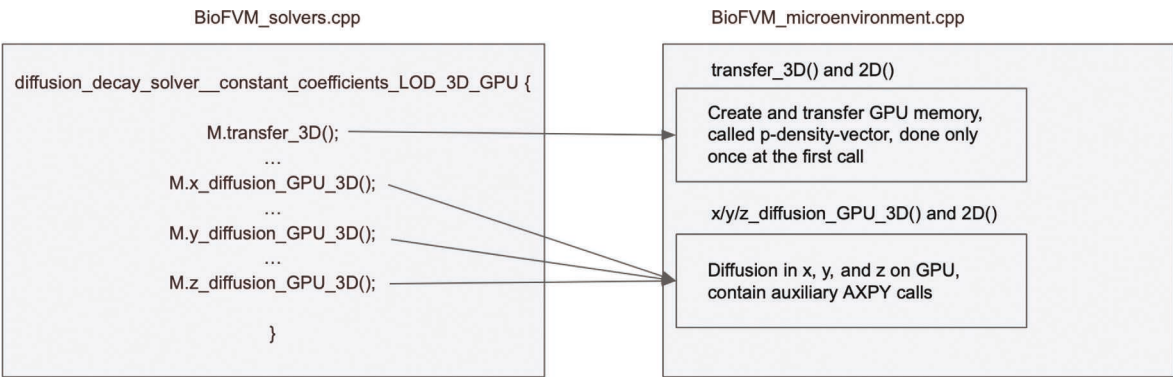 BioFVM_solvers.cpp
diffusion_decay_solver__constant_coefficients_LOD_3D_GPU {
M.transfer_3D();
...
M.x_diffusion_GPU_3D();
...
M.y_diffusion_GPU_3D();
...
M.z_diffusion_GPU_3D();
}
BioFVM_microenvironment.cpp
transfer_3D() and 2D()
Create and transfer GPU memory,
called p-density-vector, done only
once at the first call
x/y/z_diffusion_GPU_3D() and 2D()
Diffusion in x, y, and z on GPU,
contain auxiliary AXPY calls